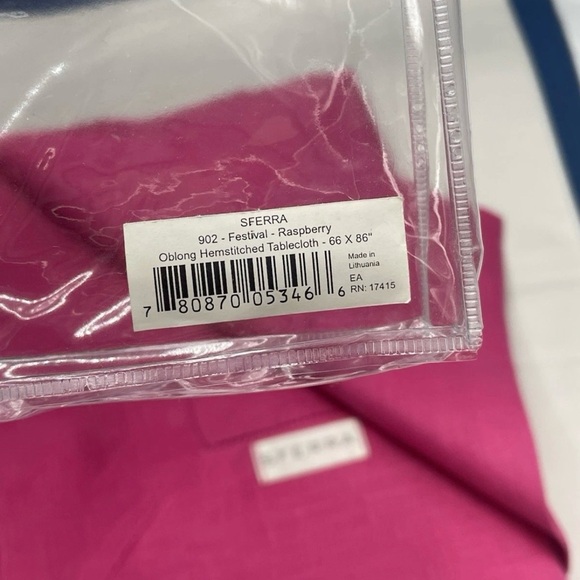 SFERRA
902 - Festival - Raspberry
Oblong Hemstitched Tablecloth - 66 X 86"
Made in
Lithuania
EA
RN: 17415
7 80870 05346 6
SFERRA